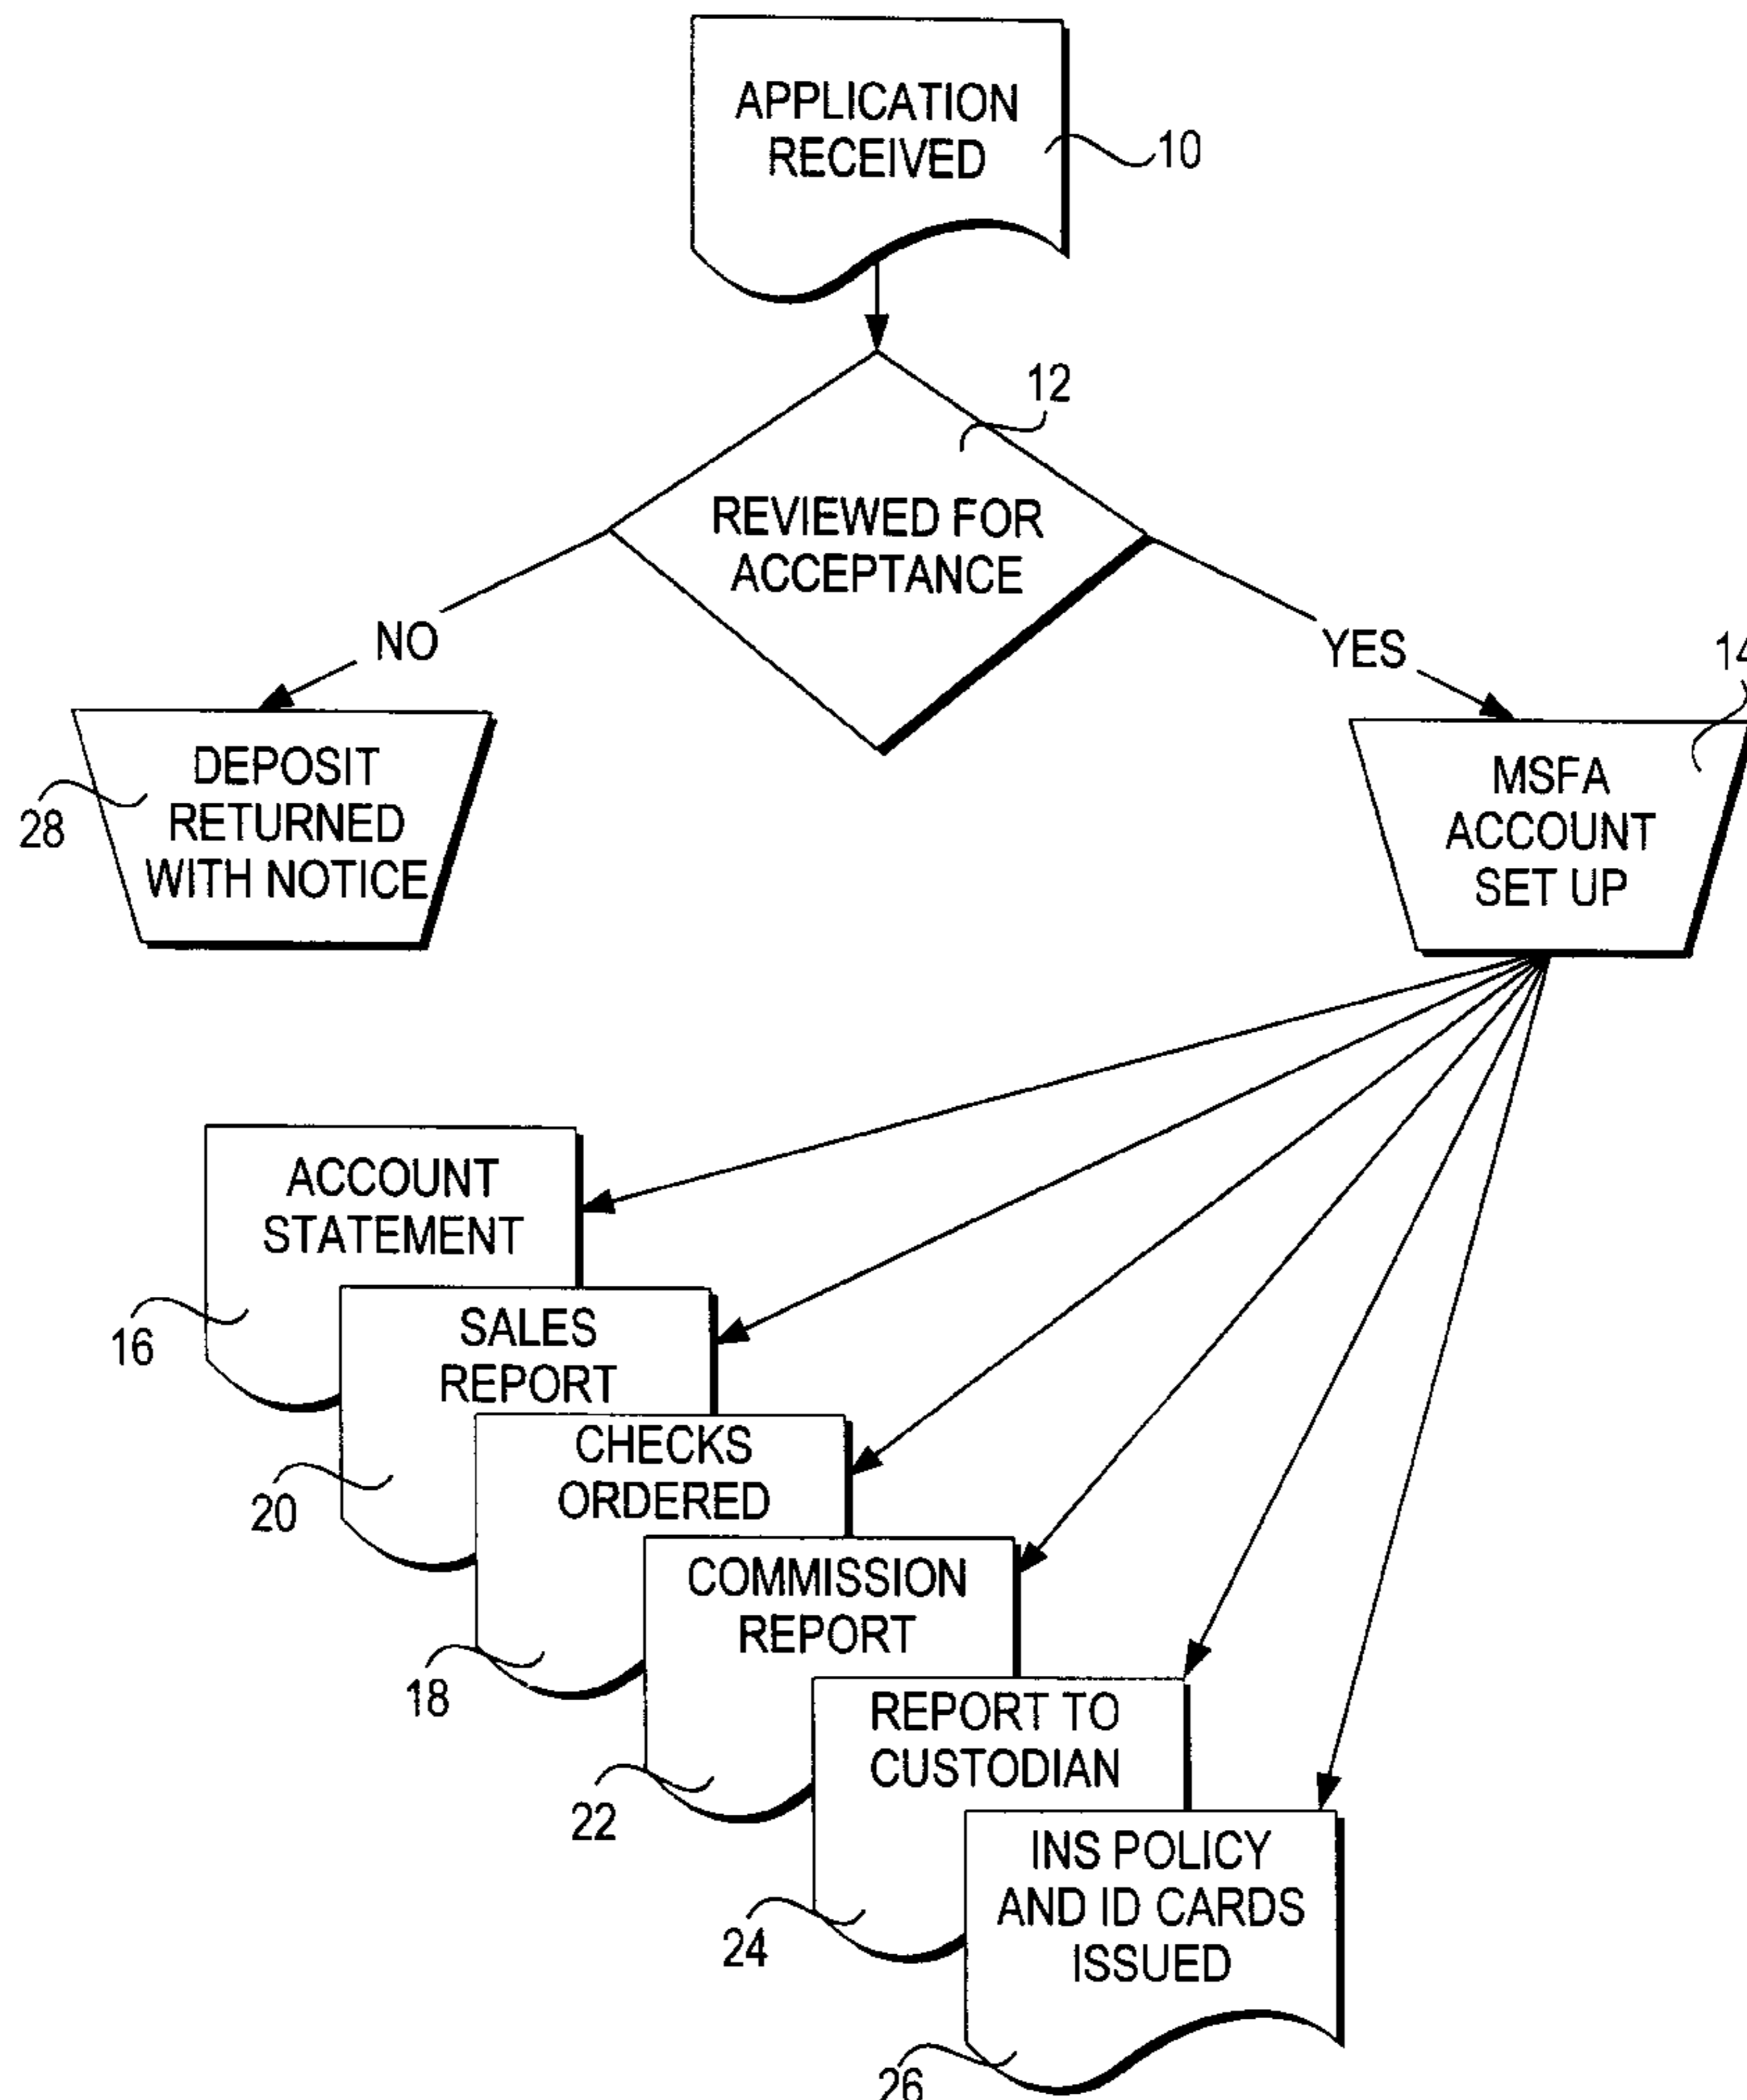 APPLICATION
RECEIVED
10
12
REVIEWED FOR
ACCEPTANCE
NO
YES
14
DEPOSIT
RETURNED
WITH NOTICE
28
MSFA
ACCOUNT
SET UP
ACCOUNT
STATEMENT
16
SALES
REPORT
20
CHECKS
ORDERED
18
COMMISSION
REPORT
22
REPORT TO
CUSTODIAN
24
INS POLICY
AND ID CARDS
ISSUED
26